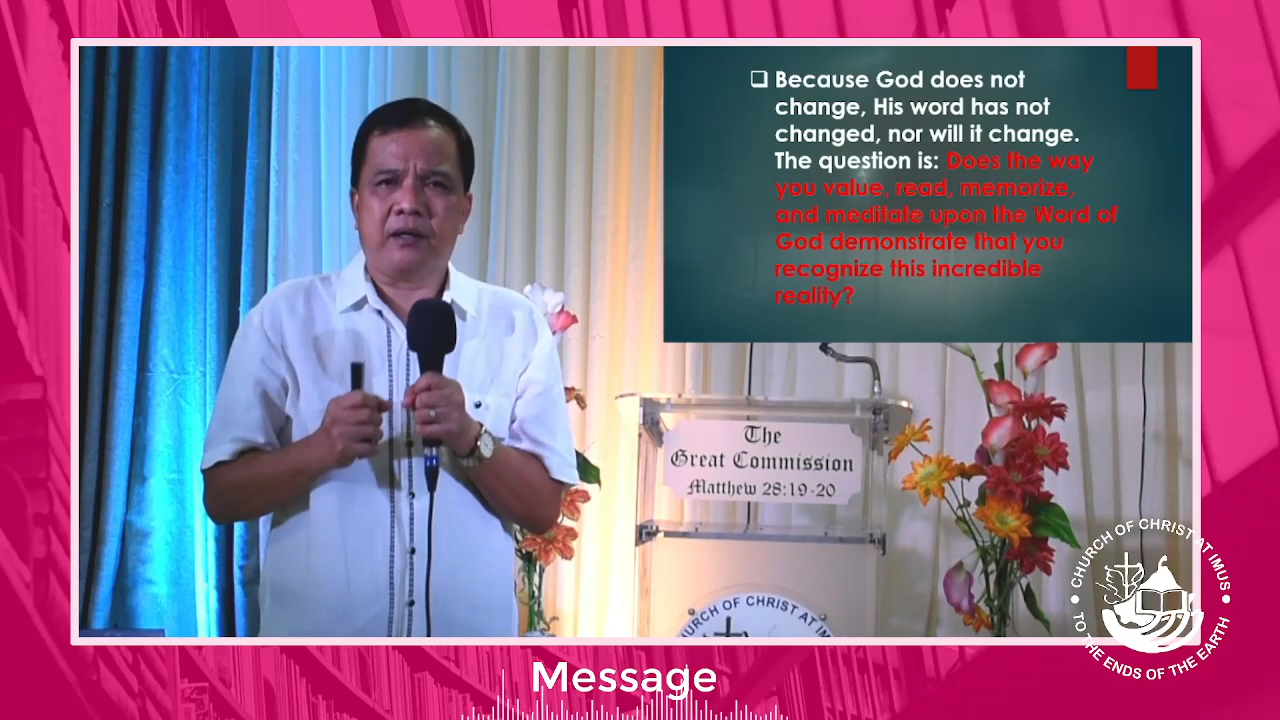 ❑ Because God does not
change, His word has not
changed, nor will it change.
The question is: Does the way
you value, read, memorize,
and meditate upon the Word of
God demonstrate that you
recognize this incredible
reality?
The
Great Commission
Matthew 28:19-20
CHURCH OF CHRIST AT IMUS
CHURCH OF CHRIST AT IMUS
TO THE ENDS OF THE EARTH
Message